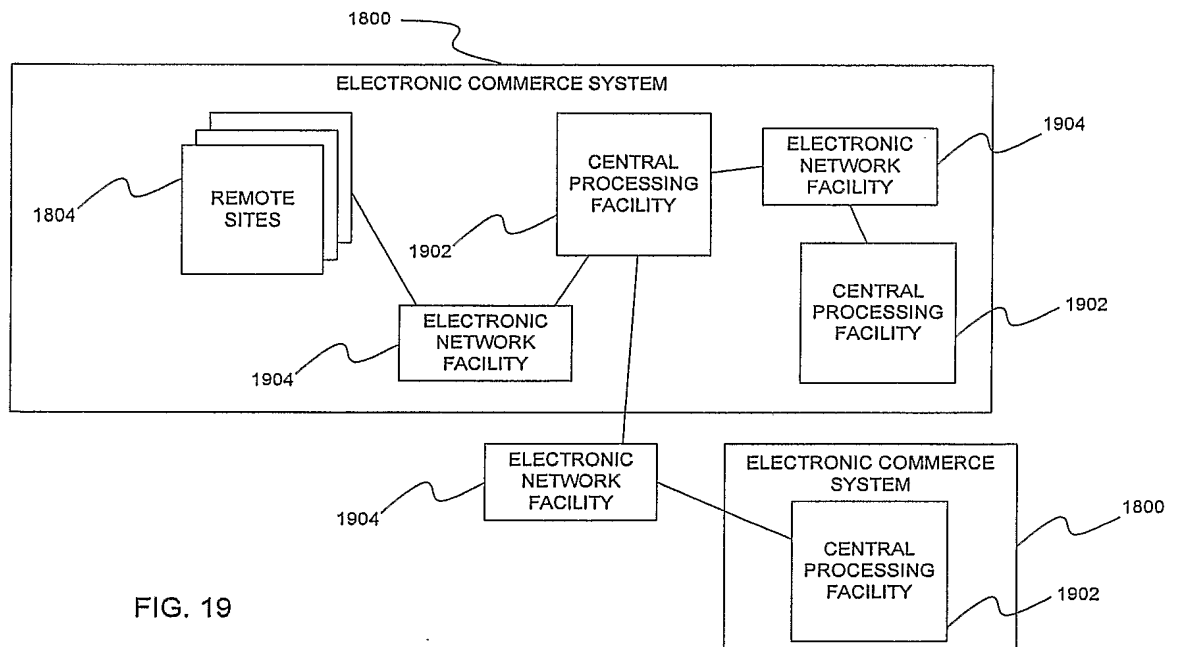 1800
ELECTRONIC COMMERCE SYSTEM
1904
ELECTRONIC
NETWORK
FACILITY
CENTRAL
PROCESSING
FACILITY
REMOTE
SITES
1804
1902
CENTRAL
PROCESSING
FACILITY
1902
ELECTRONIC
NETWORK
FACILITY
1904
ELECTRONIC
NETWORK
FACILITY
1904
ELECTRONIC COMMERCE
SYSTEM
1800
CENTRAL
PROCESSING
FACILITY
1902
FIG. 19